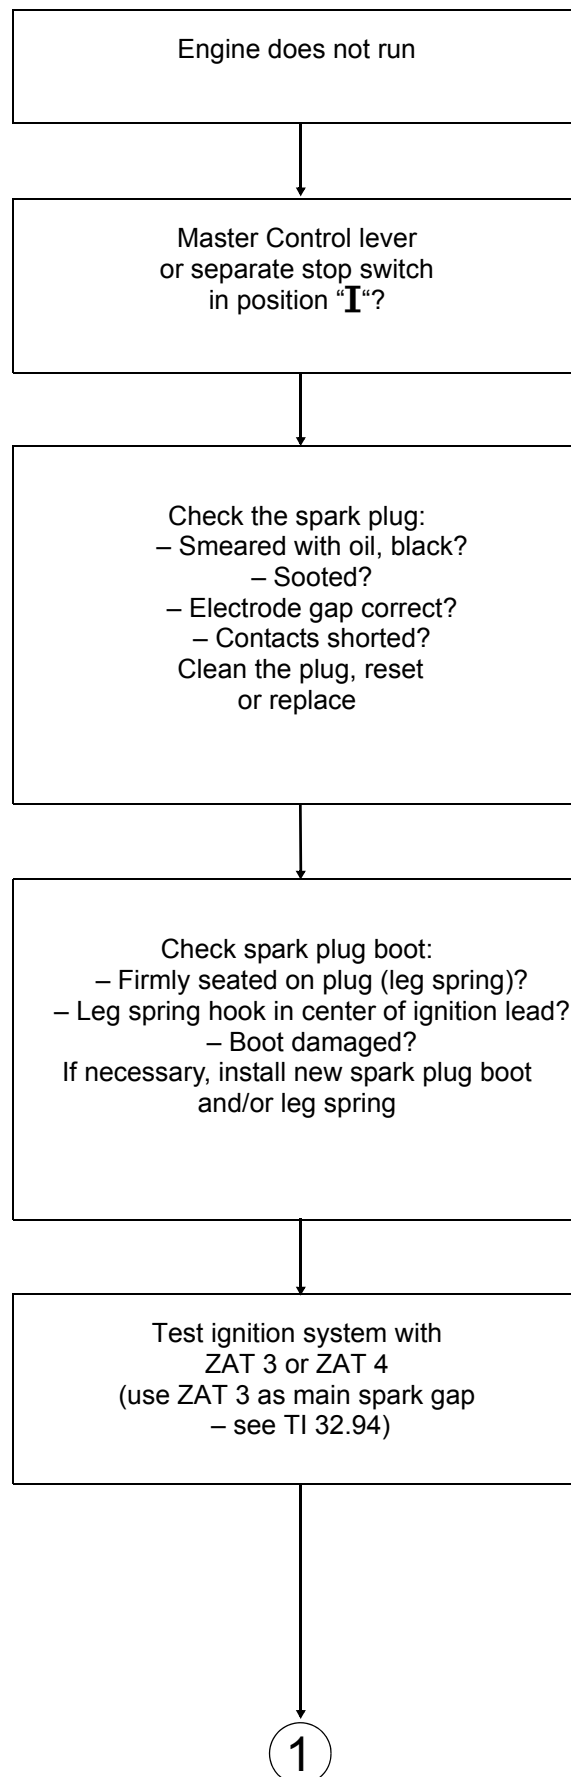 Engine does not run
Master Control lever
or separate stop switch
in position “I“?
Check the spark plug:
– Smeared with oil, black?
– Sooted?
– Electrode gap correct?
– Contacts shorted?
Clean the plug, reset
or replace
Check spark plug boot:
– Firmly seated on plug (leg spring)?
– Leg spring hook in center of ignition lead?
– Boot damaged?
If necessary, install new spark plug boot
and/or leg spring
Test ignition system with
ZAT 3 or ZAT 4
(use ZAT 3 as main spark gap
– see TI 32.94)
1